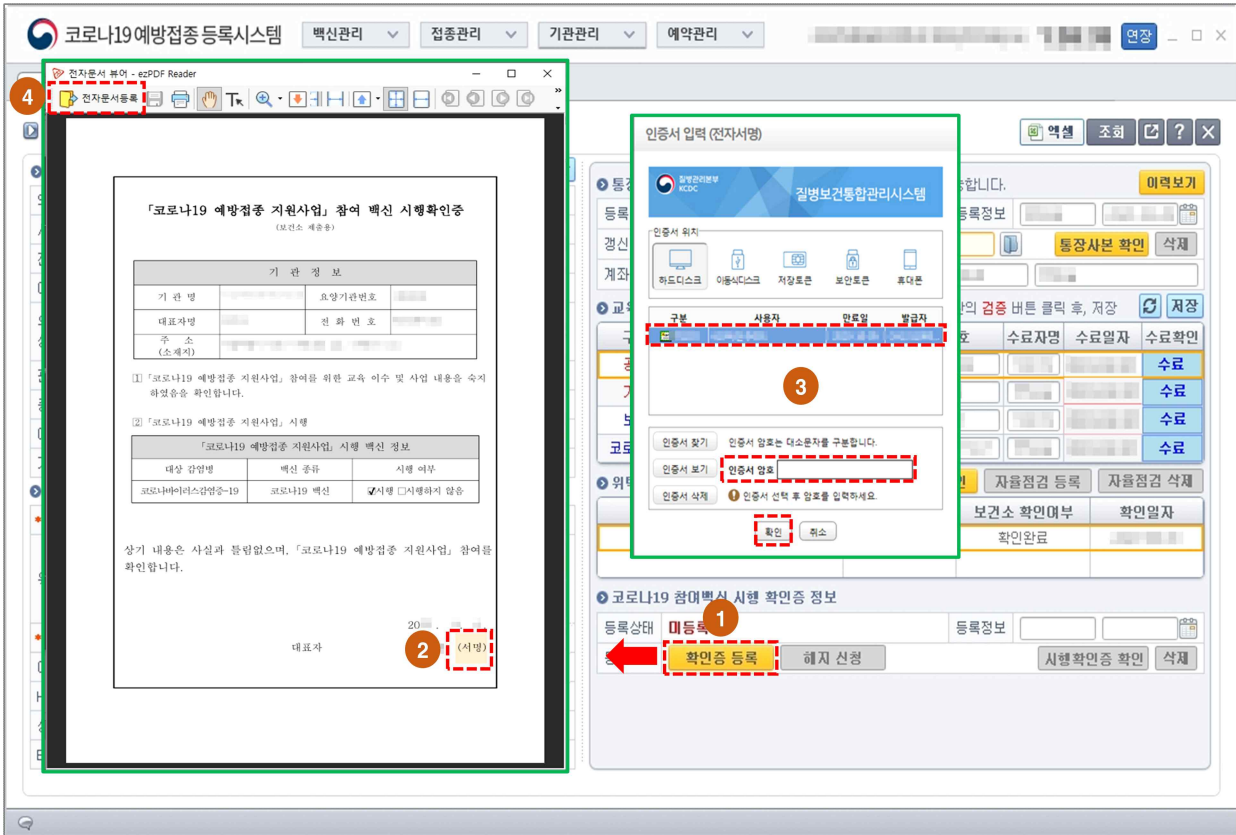 코로나19 예방접종 등록시스템
백신관리
접종관리
기관관리
예약관리
연장
전자문서 뷰어 - ezPDF Reader
4
전자문서등록
「코로나19 예방접종 지원사업」 참여 백신 시행확인증
(보건소 제출용)
기 관 정 보
기 관 명
요양기관번호
대표자명
전 화 번 호
주 소
(소재지)
1 「코로나19 예방접종 지원사업」 참여를 위한 교육 이수 및 사업 내용을 숙지
하였음을 확인합니다.
2 「코로나19 예방접종 지원사업」 시행
「코로나19 예방접종 지원사업」 시행 백신 정보
대상 감염병
백신 종류
시행 여부
코로나바이러스감염증-19
코로나19 백신
☑시행 □시행하지 않음
상기 내용은 사실과 틀림없으며, 「코로나19 예방접종 지원사업」 참여를
확인합니다.
20
대표자
2
(서명)
인증서 입력 (전자서명)
질병관리본부
KCDC
질병보건통합관리시스템
인증서 위치
하드디스크
이동식디스크
저장토큰
보안토큰
휴대폰
구분
사용자
만료일
발급자
3
인증서 찾기
인증서 암호는 대소문자를 구분합니다.
인증서 보기
인증서 암호
인증서 삭제
인증서 선택 후 암호를 입력하세요.
확인
취소
엑셀
조회
?
X
이력보기
등록정보
통장사본 확인
삭제
검증 버튼 클릭 후, 저장
저장
수료자명
수료일자
수료확인
수료
수료
수료
수료
자율점검 등록
자율점검 삭제
보건소 확인여부
확인일자
확인완료
코로나19 참여백신 시행 확인증 정보
1
등록상태
미등록
등록정보
확인증 등록
해지 신청
시행확인증 확인
삭제